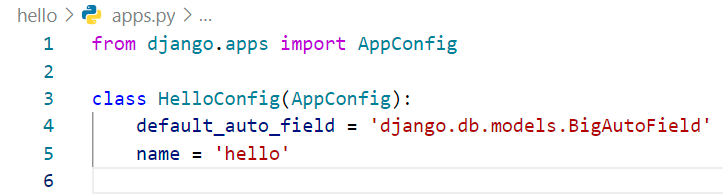 hello > apps.py > ...
1 from django.apps import AppConfig
2
3 class HelloConfig(AppConfig):
4     default_auto_field = 'django.db.models.BigAutoField'
5     name = 'hello'
6